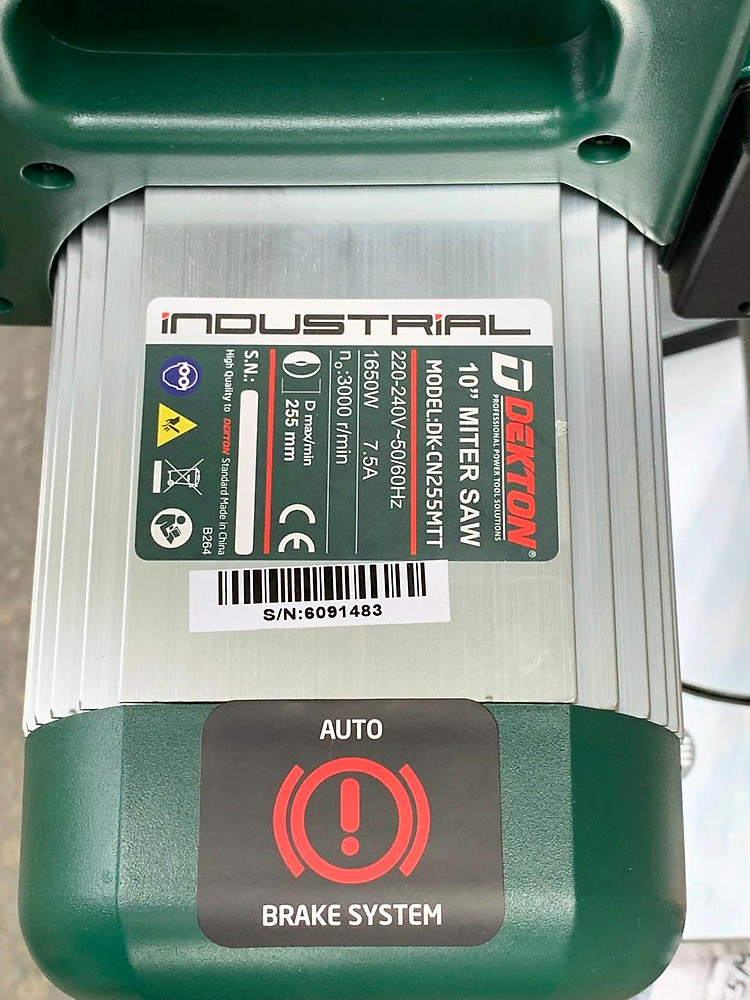 INDUSTRIAL
DEKTON®
PROFESSIONAL POWER TOOL SOLUTIONS
10” MITER SAW
MODEL:DK-CN255MTT
220-240V~50/60Hz
1650W 7.5A
n₀:3000 r/min
D max/min
255 mm
CE
S.N.:
High Quality to DEKTON Standard Made in China
B264
S/N:6091483
AUTO
BRAKE SYSTEM